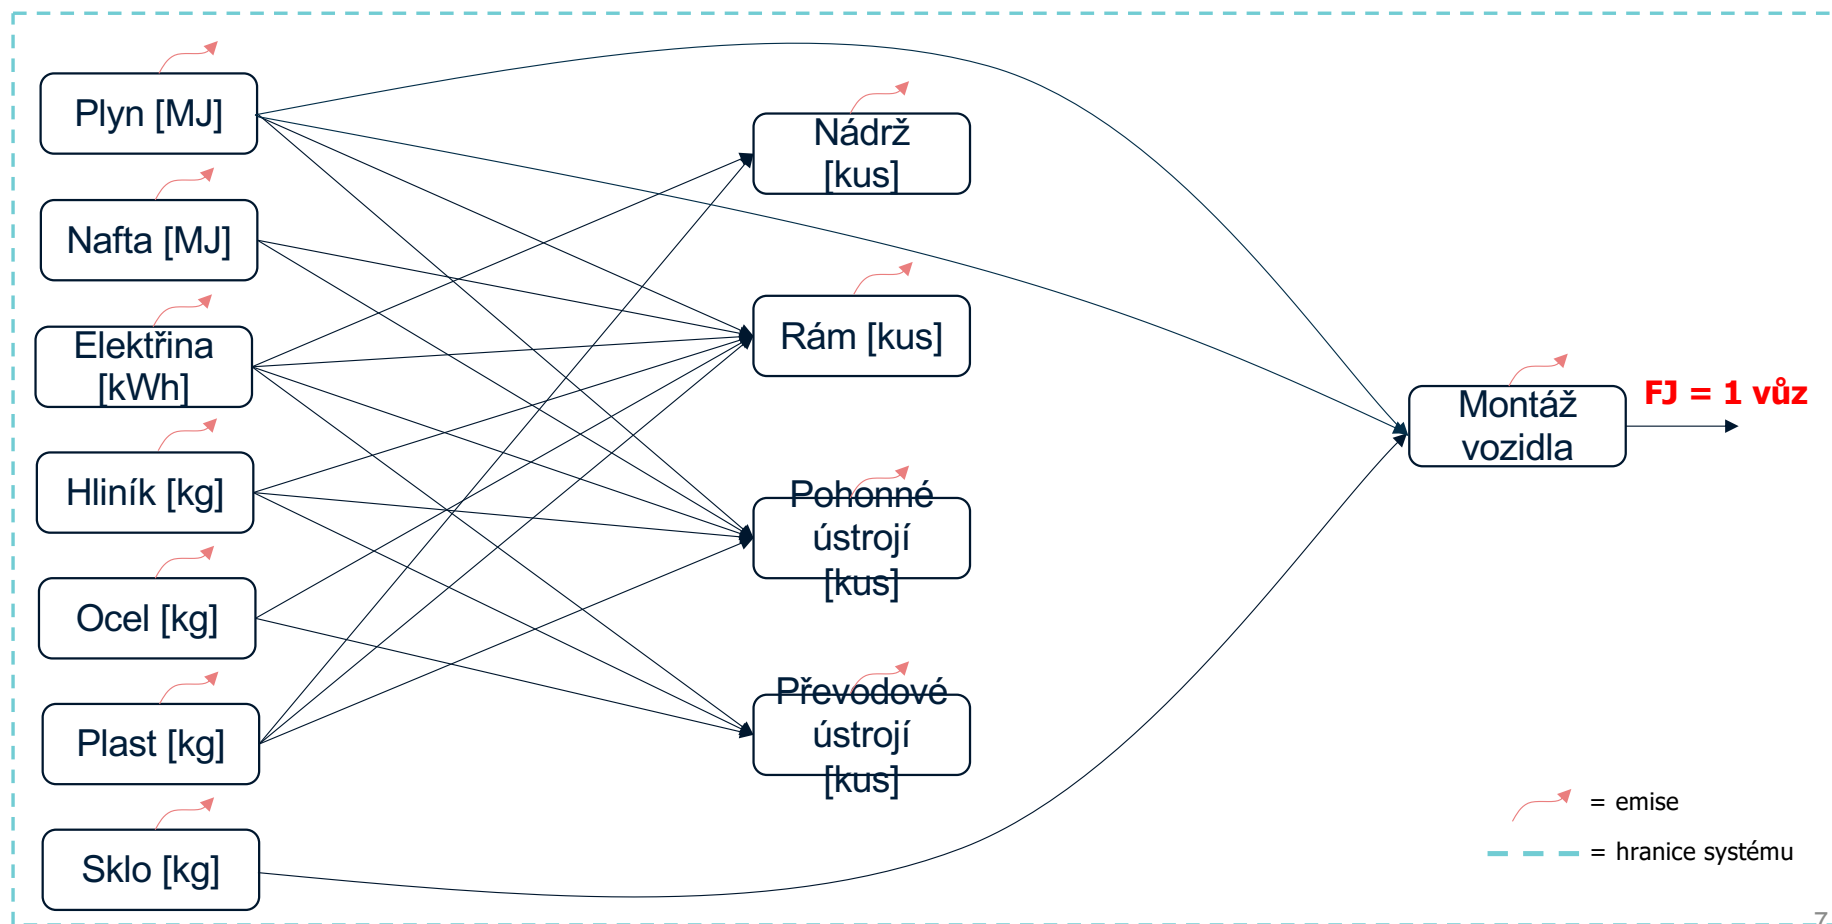 Plyn [MJ]
Nafta [MJ]
Elektřina
[kWh]
Hliník [kg]
Ocel [kg]
Plast [kg]
Sklo [kg]
Nádrž
[kus]
Rám [kus]
Pohonné
ústrojí
[kus]
Převodové
ústrojí
[kus]
Montáž
vozidla
FJ = 1 vůz
= emise
= hranice systému
7